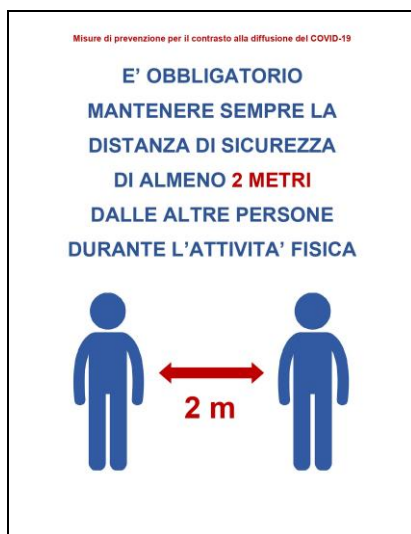 Misure di prevenzione per il contrasto alla diffusione del COVID-19
E' OBBLIGATORIO
MANTENERE SEMPRE LA
DISTANZA DI SICUREZZA
DI ALMENO 2 METRI
DALLE ALTRE PERSONE
DURANTE L'ATTIVITA' FISICA
2 m